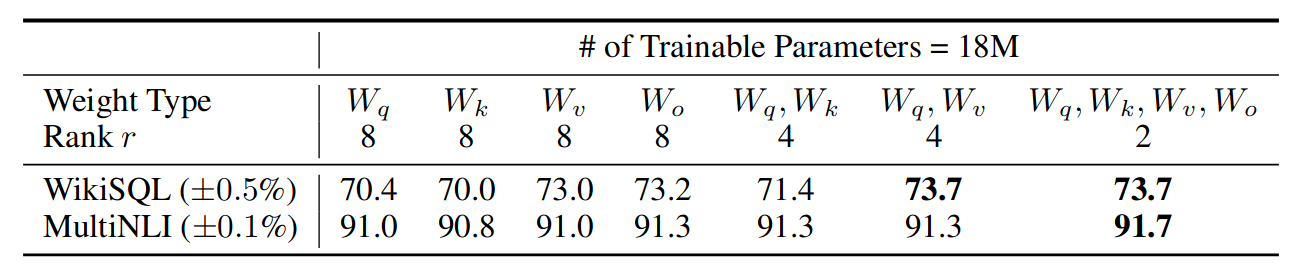 # of Trainable Parameters = 18M
Weight Type W_q W_k W_v W_o W_q, W_k W_q, W_v W_q, W_k, W_v, W_o
Rank r 8 8 8 8 4 4 2
WikiSQL (±0.5%) 70.4 70.0 73.0 73.2 71.4 73.7 73.7
MultiNLI (±0.1%) 91.0 90.8 91.0 91.3 91.3 91.3 91.7